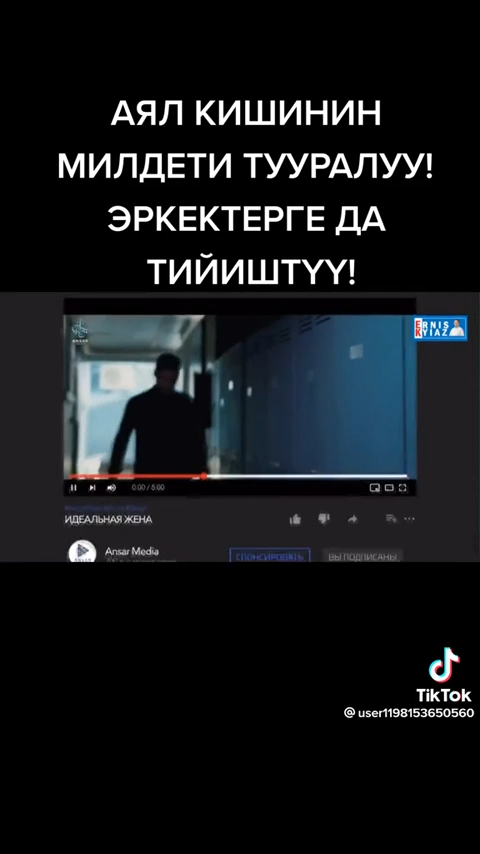 АЯЛ КИШИНИН
МИЛДЕТИ ТУУРАЛУУ!
ЭРКЕКТЕРГЕ ДА
ТИЙИШТҮҮ!
ERNIS
KYIAZ
ANSAR
0:00 / 5:00
ИДЕАЛЬНАЯ ЖЕНА
Ansar Media
СПОНСИРОВАТЬ
ВЫ ПОДПИСАНЫ
TikTok
@user1198153650560